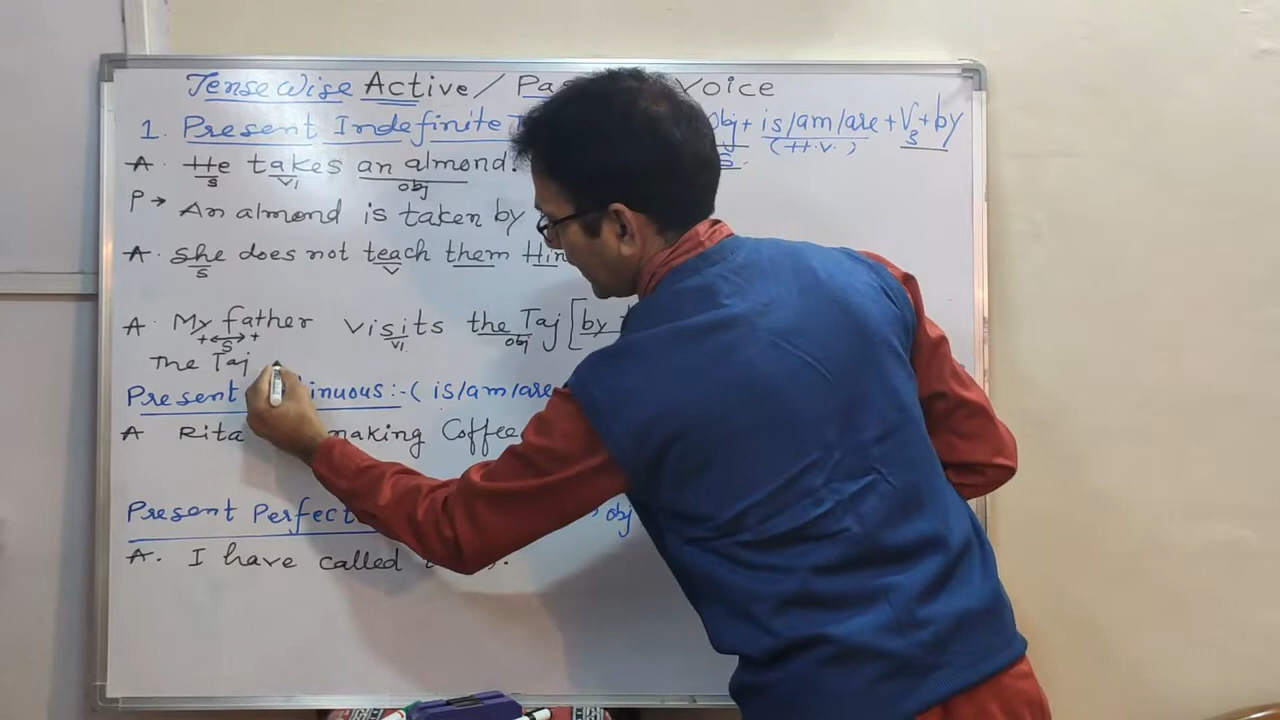 Tense Wise Active / Pa Voice
1. Present Indefinite T obj + is/am/are + V3 + by
S. (H.V.)
A. He takes an almond.
S V1 obj
P → An almond is taken by
A. She does not teach them Hin
S V
A. My father visits the Taj [by
+ ↔ + S V1 obj
The Taj
Present inuous :- ( is/am/are
A Rita making Coffee
Present Perfect obj
A. I have called